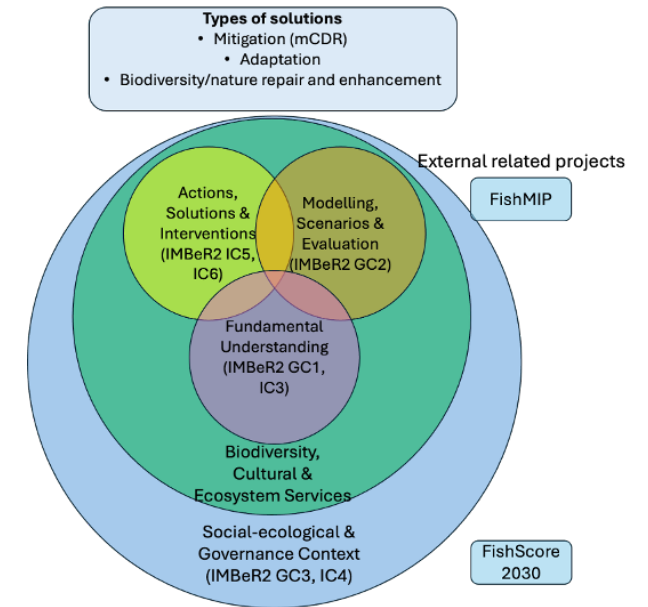 Types of solutions
• Mitigation (mCDR)
• Adaptation
• Biodiversity/nature repair and enhancement
External related projects
FishMIP
Actions,
Solutions &
Interventions
(IMBeR2 IC5,
IC6)
Modelling,
Scenarios &
Evaluation
(IMBeR2 GC2)
Fundamental
Understanding
(IMBeR2 GC1,
IC3)
Biodiversity,
Cultural &
Ecosystem Services
Social-ecological &
Governance Context
(IMBeR2 GC3, IC4)
FishScore
2030